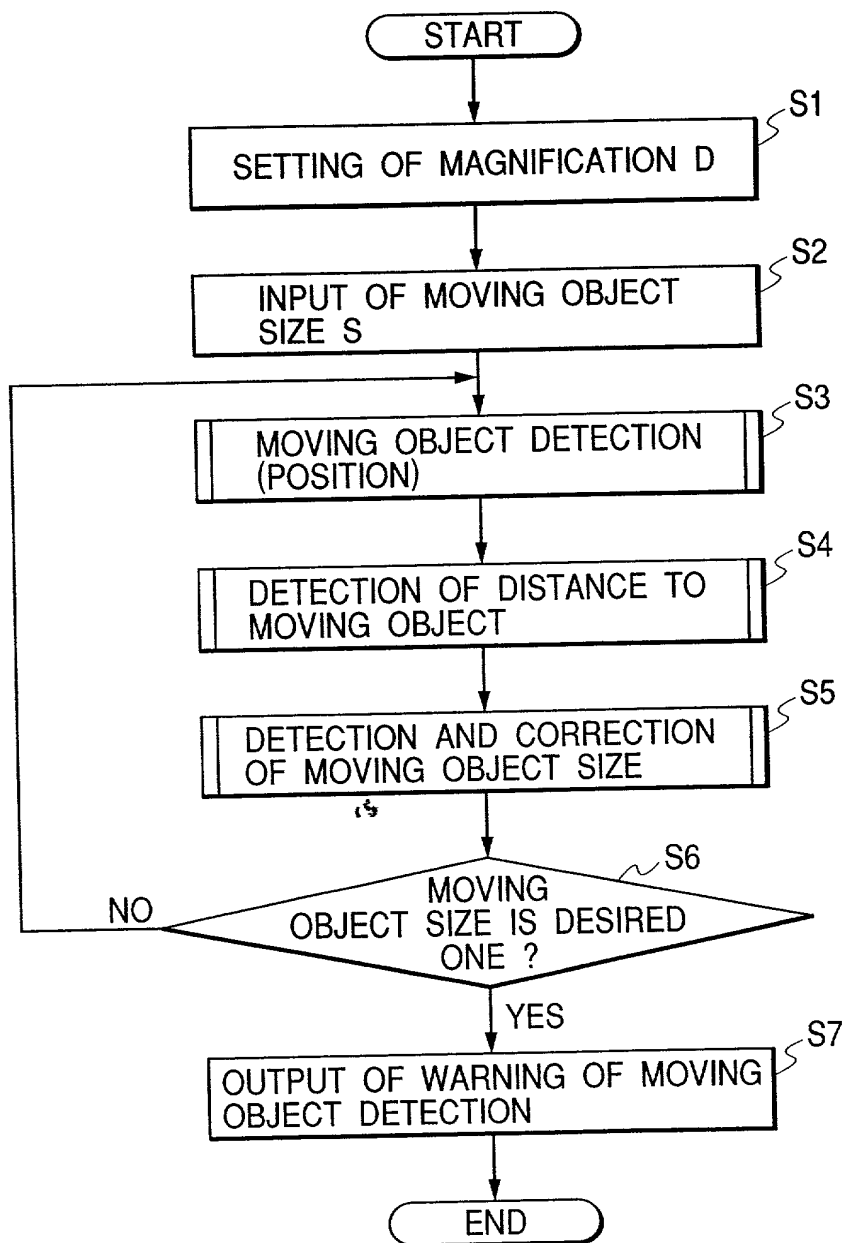 START
S1
SETTING OF MAGNIFICATION D
S2
INPUT OF MOVING OBJECT
SIZE S
S3
MOVING OBJECT DETECTION
(POSITION)
S4
DETECTION OF DISTANCE TO
MOVING OBJECT
S5
DETECTION AND CORRECTION
OF MOVING OBJECT SIZE
S6
MOVING
OBJECT SIZE IS DESIRED
ONE ?
NO
YES
S7
OUTPUT OF WARNING OF MOVING
OBJECT DETECTION
END